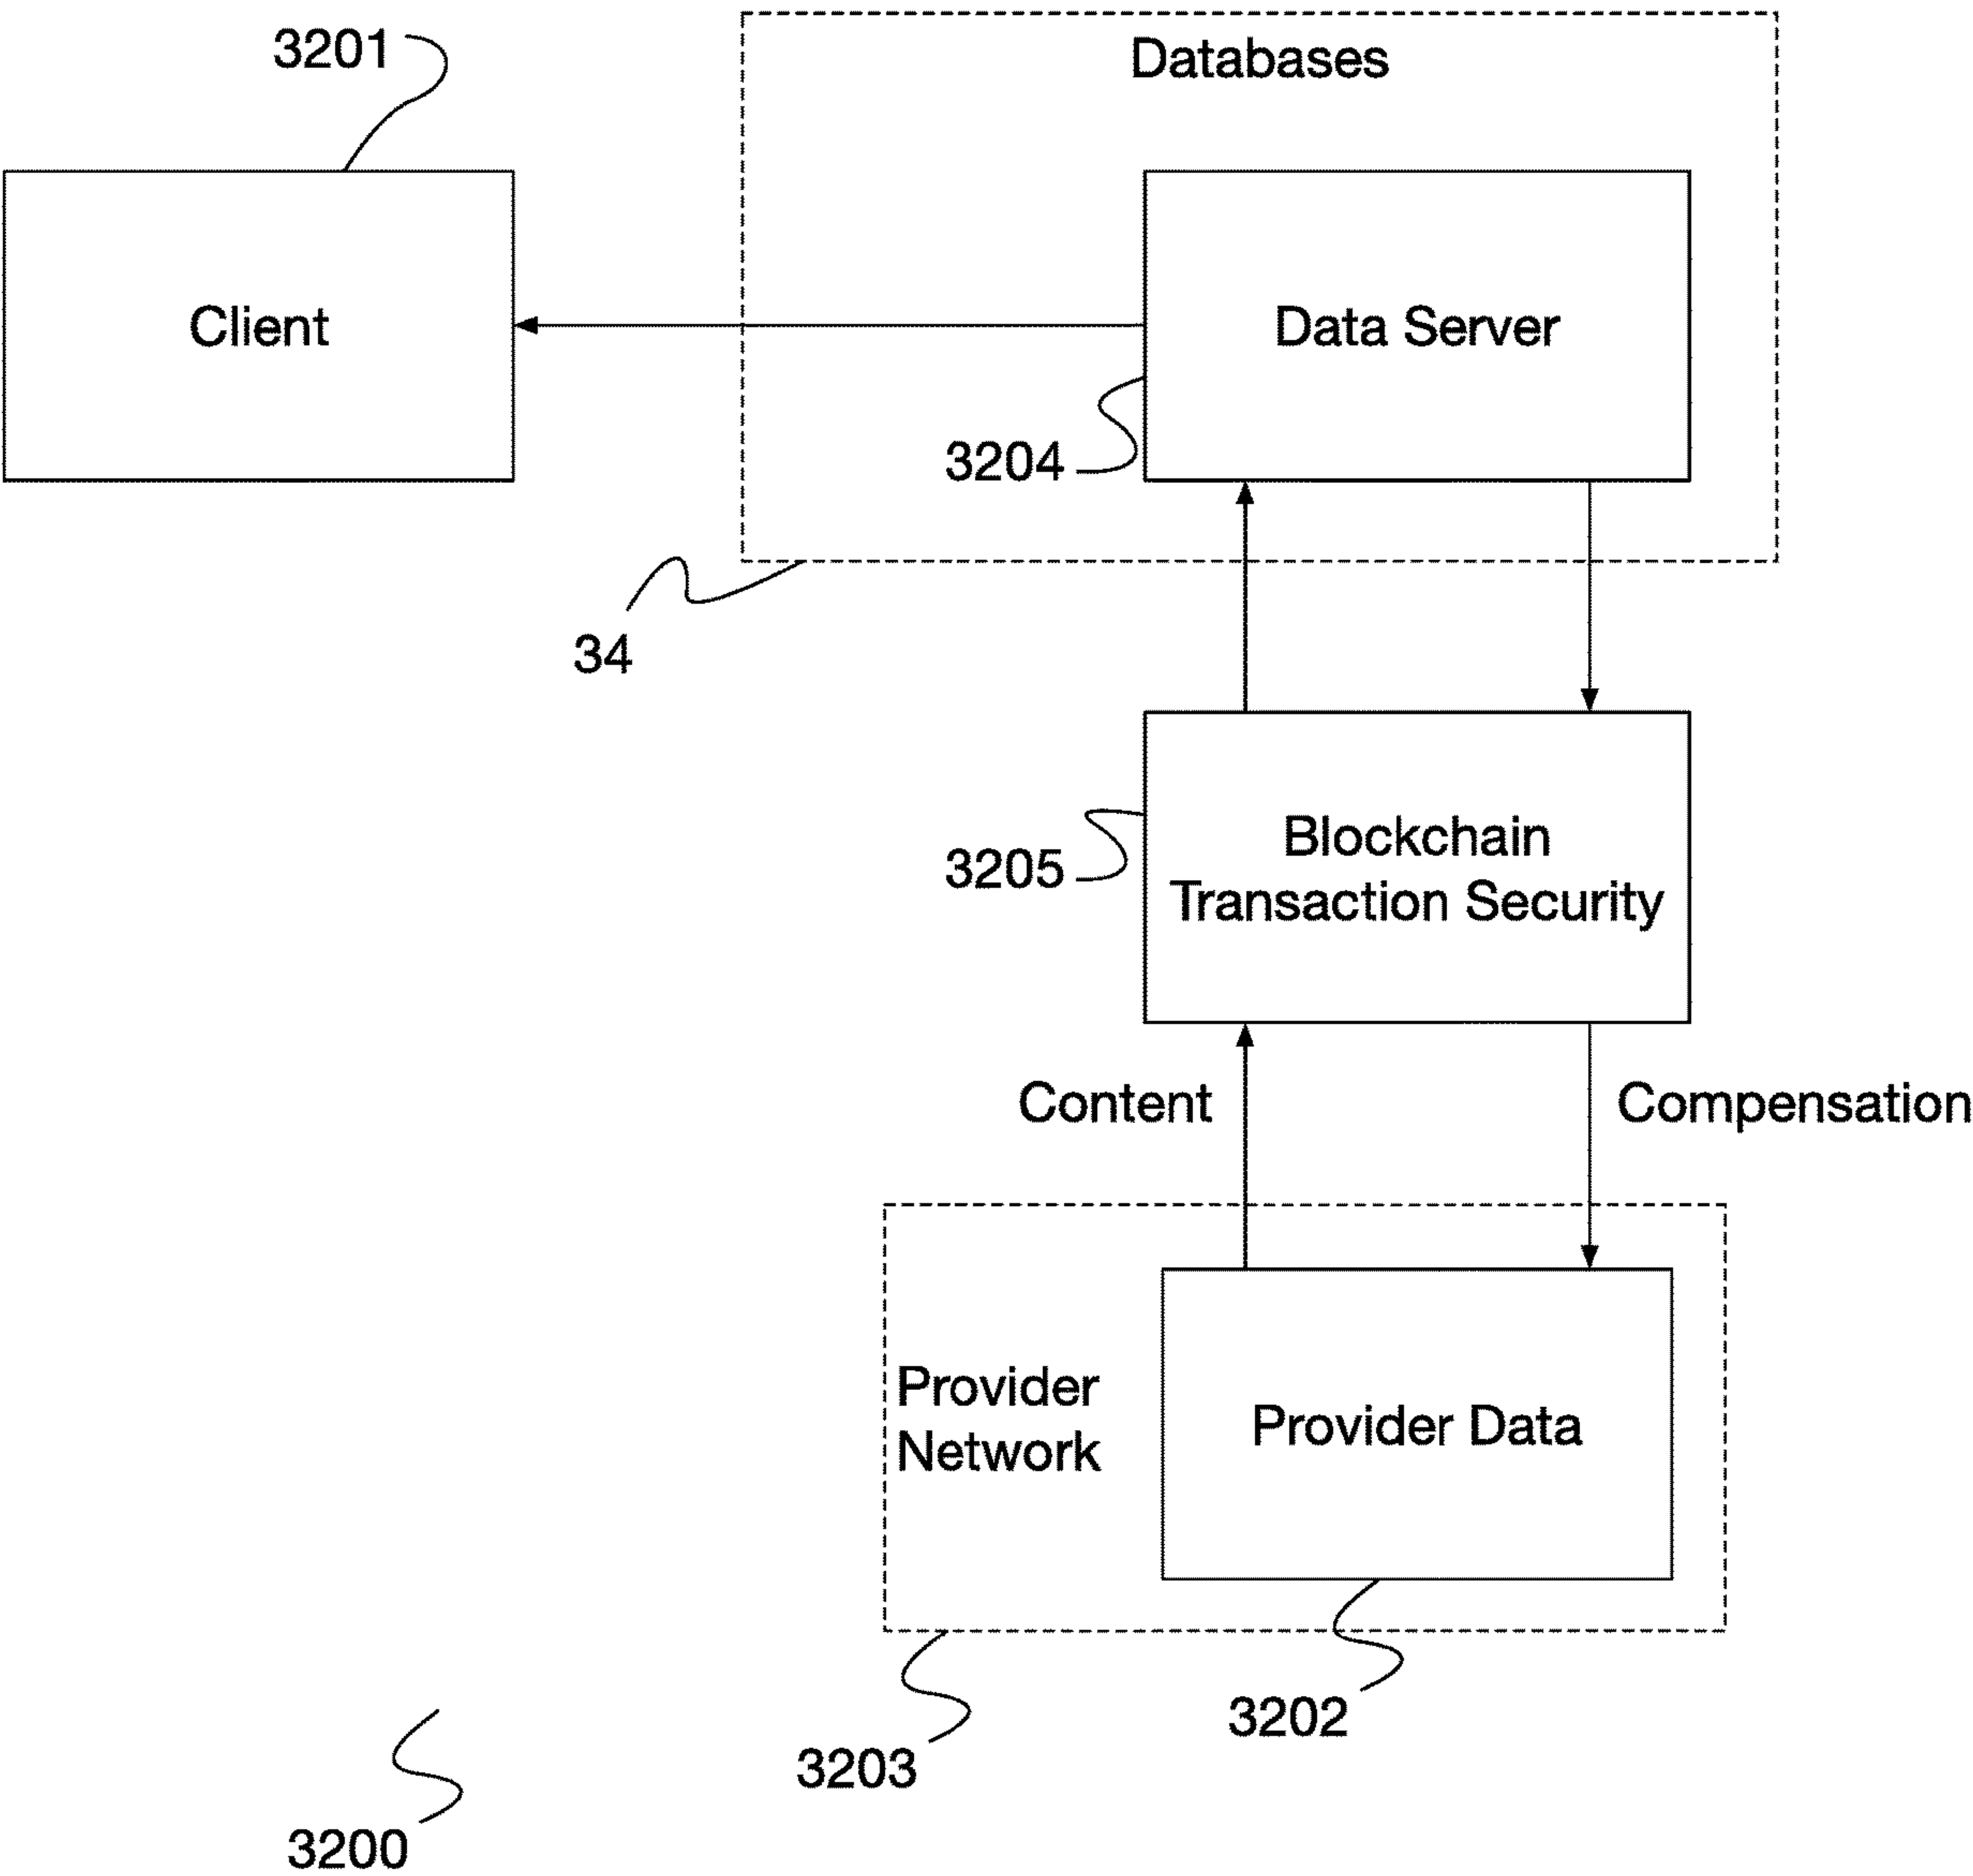 3201
Databases
Client
Data Server
3204
34
Blockchain
Transaction Security
3205
Content
Compensation
Provider
Network
Provider Data
3202
3203
3200